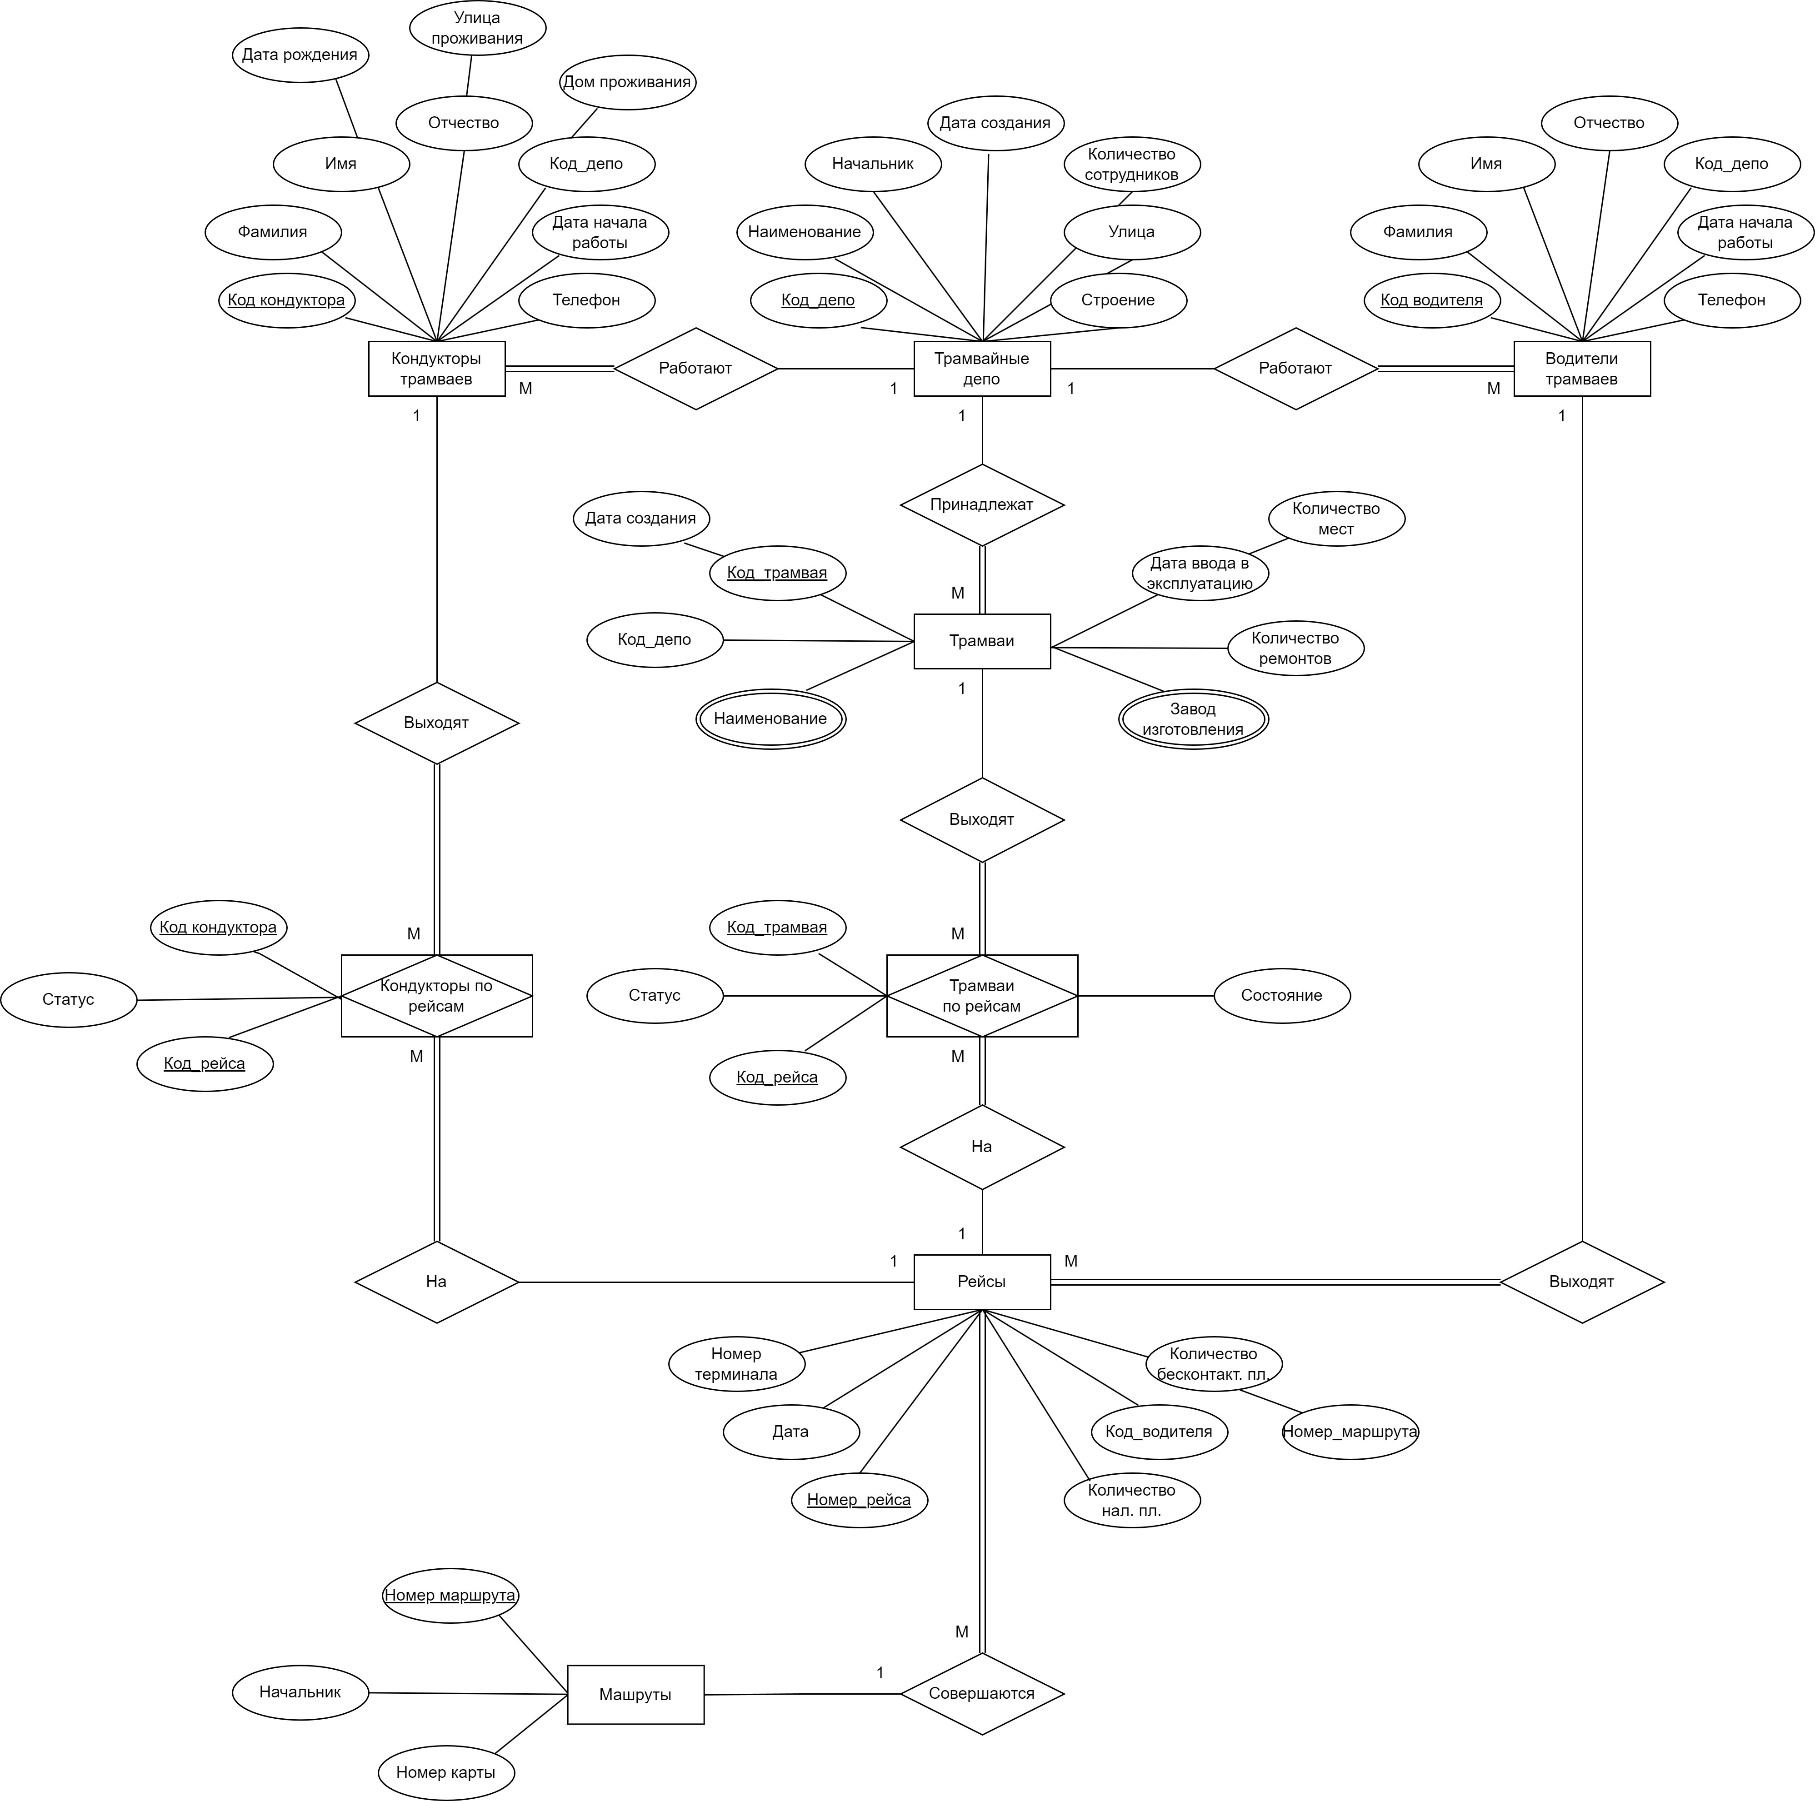 Улица
проживания
Дата рождения
Дом проживания
Отчество
Дата создания
Отчество
Имя
Код_депо
Начальник
Количество
сотрудников
Имя
Код_депо
Фамилия
Дата начала
работы
Наименование
Улица
Фамилия
Дата начала
работы
Код кондуктора
Телефон
Код_депо
Строение
Код водителя
Телефон
Кондукторы
трамваев
Работают
Трамвайные
депо
Работают
Водители
трамваев
М
1
1
М
1
1
1
Принадлежат
Дата создания
Количество
мест
Код_трамвая
Дата ввода в
эксплуатацию
М
Код_депо
Трамваи
Количество
ремонтов
1
Наименование
Завод
изготовления
Выходят
Выходят
Код кондуктора
М
Код_трамвая
М
Статус
Кондукторы по
рейсам
Статус
Трамваи
по рейсам
Состояние
Код_рейса
М
Код_рейса
М
На
1
1
М
На
Рейсы
Выходят
Номер
терминала
Количество
бесконтакт. пл.
Дата
Код_водителя
Номер_маршрута
Номер_рейса
Количество
нал. пл.
Номер маршрута
М
1
Начальник
Машруты
Совершаются
Номер карты